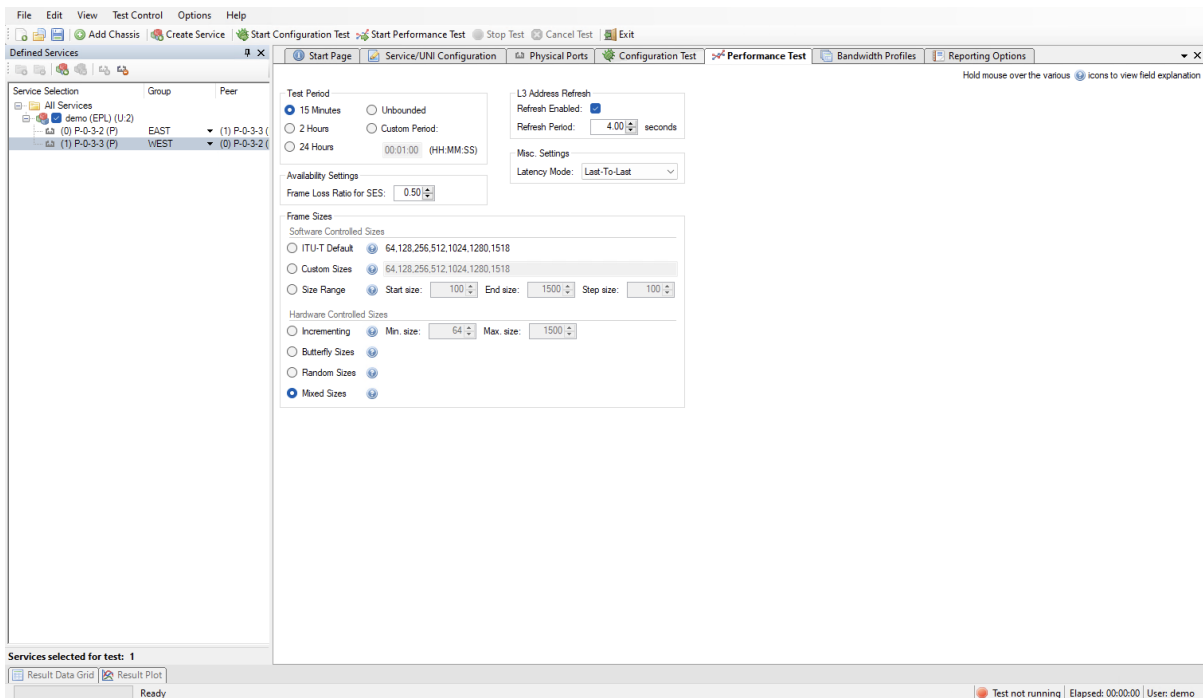 File Edit View Test Control Options Help
Add Chassis Create Service Start Configuration Test Start Performance Test Stop Test Cancel Test Exit
Defined Services
Start Page Service/UNI Configuration Physical Ports Configuration Test Performance Test Bandwidth Profiles Reporting Options
Hold mouse over the various icons to view field explanation
Service Selection Group Peer
All Services
demo (EPL) (U:2)
(0) P-0-3-2 (P) EAST (1) P-0-3-3 (
(1) P-0-3-3 (P) WEST (0) P-0-3-2 (
Test Period
15 Minutes Unbounded
2 Hours Custom Period:
24 Hours 00:01:00 (HH:MM:SS)
L3 Address Refresh
Refresh Enabled:
Refresh Period: 4.00 seconds
Misc. Settings
Latency Mode: Last-To-Last
Availability Settings
Frame Loss Ratio for SES: 0.50
Frame Sizes
Software Controlled Sizes
ITU-T Default 64,128,256,512,1024,1280,1518
Custom Sizes 64,128,256,512,1024,1280,1518
Size Range Start size: 100 End size: 1500 Step size: 100
Hardware Controlled Sizes
Incrementing Min. size: 64 Max. size: 1500
Butterfly Sizes
Random Sizes
Mixed Sizes
Services selected for test: 1
Result Data Grid Result Plot
Ready Test not running Elapsed: 00:00:00 User: demo